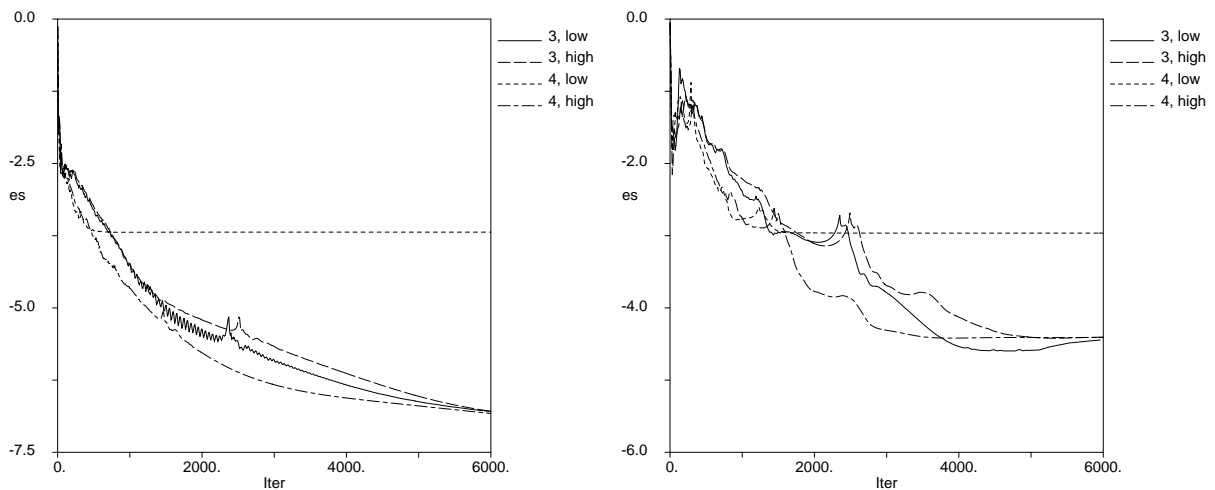 0.0
-2.5
es
-5.0
-7.5
0.
2000.
4000.
6000.
Iter
3, low
3, high
4, low
4, high
0.0
-2.0
es
-4.0
-6.0
0.
2000.
4000.
6000.
Iter
3, low
3, high
4, low
4, high